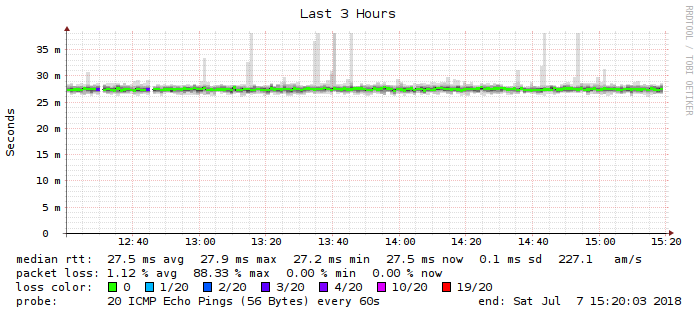 Last 3 Hours
RRDTOOL / TOBI OETIKER
Seconds
35 m
30 m
25 m
20 m
15 m
10 m
5 m
0
12:40 13:00 13:20 13:40 14:00 14:20 14:40 15:00 15:20
median rtt: 27.5 ms avg 27.9 ms max 27.2 ms min 27.5 ms now 0.1 ms sd 227.1 am/s
packet loss: 1.12 % avg 88.33 % max 0.00 % min 0.00 % now
loss color: 0 1/20 2/20 3/20 4/20 10/20 19/20
probe: 20 ICMP Echo Pings (56 Bytes) every 60s end: Sat Jul 7 15:20:03 2018